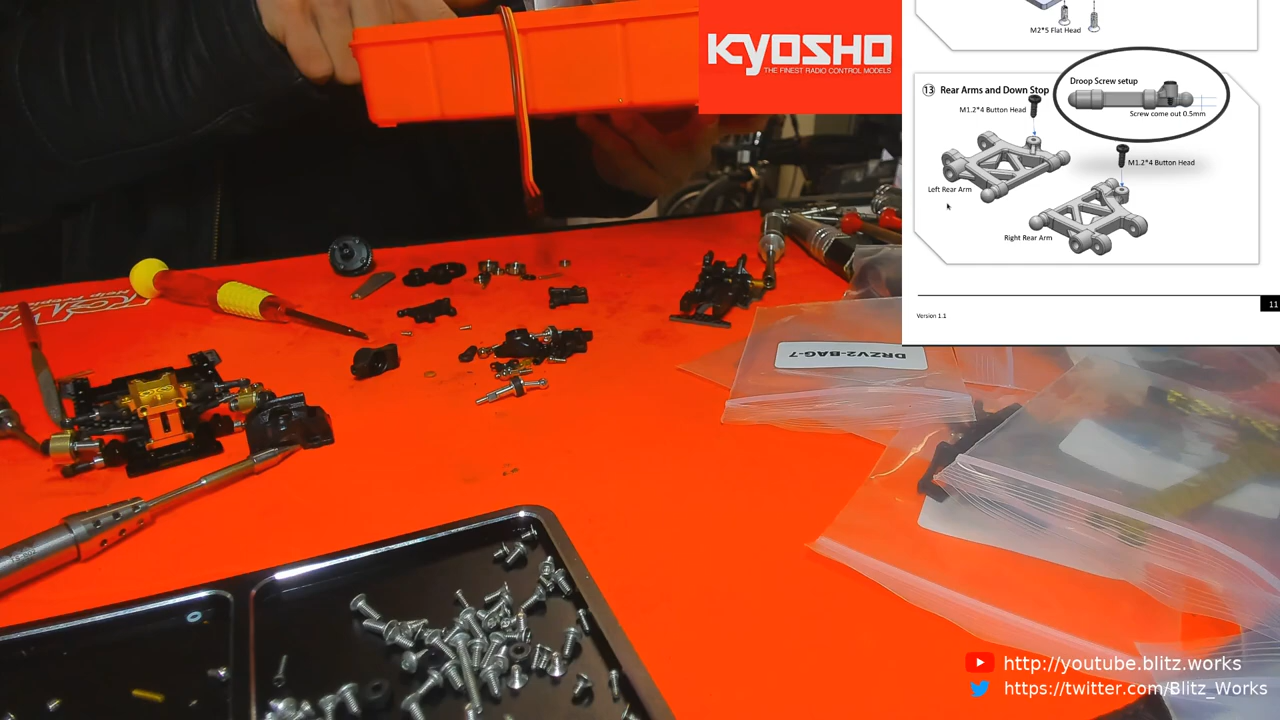 KYOSHO
THE FINEST RADIO CONTROL MODELS
M2*5 Flat Head
13 Rear Arms and Down Stop
Droop Screw setup
Screw come out 0.5mm
M1.2*4 Button Head
M1.2*4 Button Head
Left Rear Arm
Right Rear Arm
11
Version 1.1
DRZV2-BAG-7
http://youtube.blitz.works
https://twitter.com/Blitz_Works